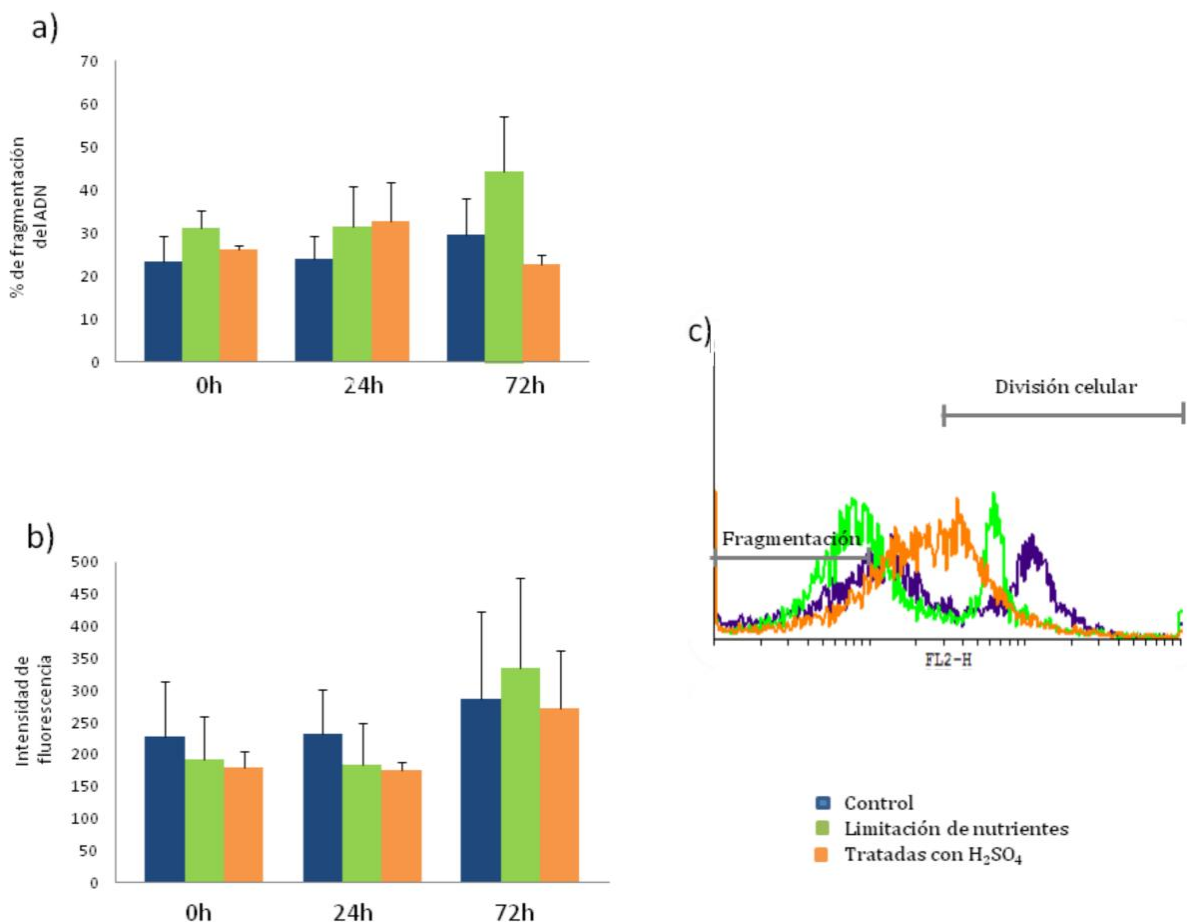 a)
% de fragmentación
del ADN
70
60
50
40
30
20
10
0
0h
24h
72h
b)
Intensidad de
fluorescencia
500
450
400
350
300
250
200
150
100
50
0
0h
24h
72h
c)
División celular
Fragmentación
FL2-H
Control
Limitación de nutrientes
Tratadas con H₂SO₄